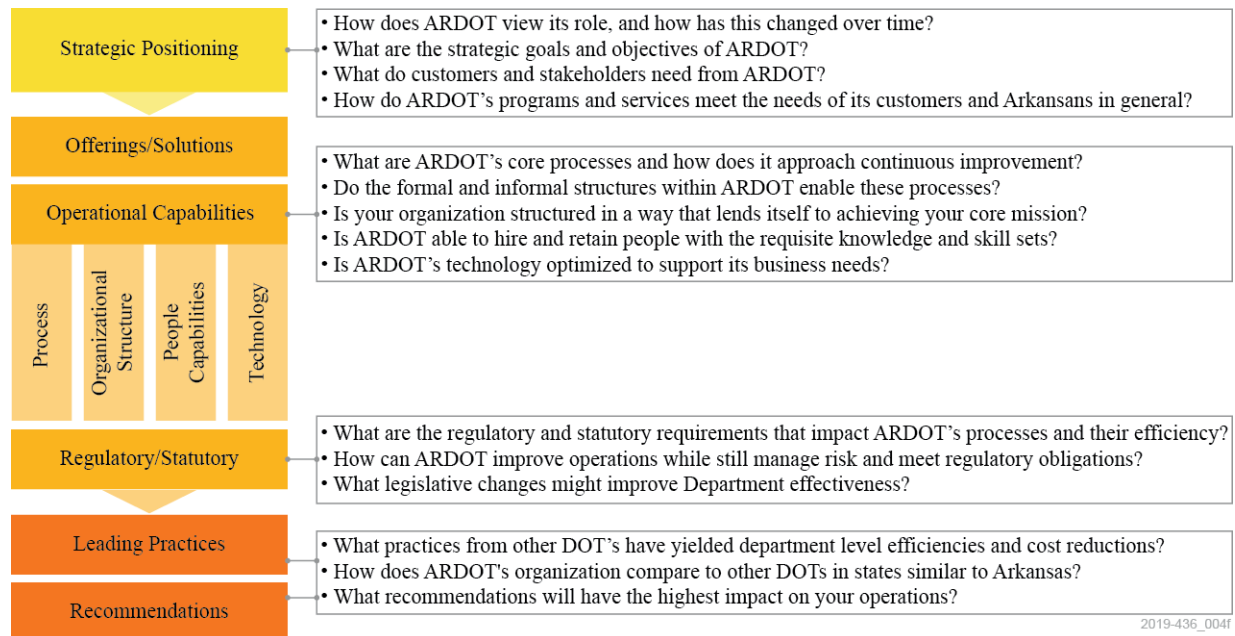 Strategic Positioning
• How does ARDOT view its role, and how has this changed over time?
• What are the strategic goals and objectives of ARDOT?
• What do customers and stakeholders need from ARDOT?
• How do ARDOT’s programs and services meet the needs of its customers and Arkansans in general?
Offerings/Solutions
Operational Capabilities
• What are ARDOT’s core processes and how does it approach continuous improvement?
• Do the formal and informal structures within ARDOT enable these processes?
• Is your organization structured in a way that lends itself to achieving your core mission?
• Is ARDOT able to hire and retain people with the requisite knowledge and skill sets?
• Is ARDOT’s technology optimized to support its business needs?
Process
Organizational
Structure
People
Capabilities
Technology
Regulatory/Statutory
• What are the regulatory and statutory requirements that impact ARDOT’s processes and their efficiency?
• How can ARDOT improve operations while still manage risk and meet regulatory obligations?
• What legislative changes might improve Department effectiveness?
Leading Practices
Recommendations
• What practices from other DOT’s have yielded department level efficiencies and cost reductions?
• How does ARDOT's organization compare to other DOTs in states similar to Arkansas?
• What recommendations will have the highest impact on your operations?
2019-436_004f